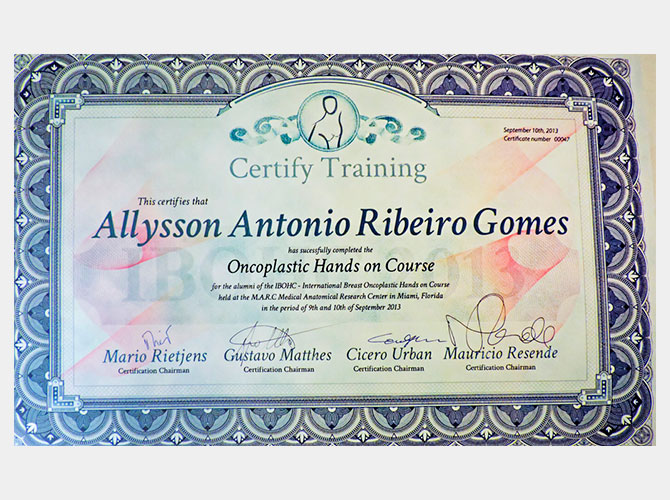 September 10th, 2013
Certificate number 00047
Certify Training
This certifies that
Allysson Antonio Ribeiro Gomes
has sucessfully completed the
Oncoplastic Hands on Course
for the alumni of the IBOHC - International Breast Oncoplastic Hands on Course
held at the M.A.R.C Medical Anatomical Research Center in Miami, Florida
in the period of 9th and 10th of September 2013
Mario Rietjens Gustavo Matthes Cicero Urban Mauricio Resende
Certification Chairman Certification Chairman Certification Chairman Certification Chairman